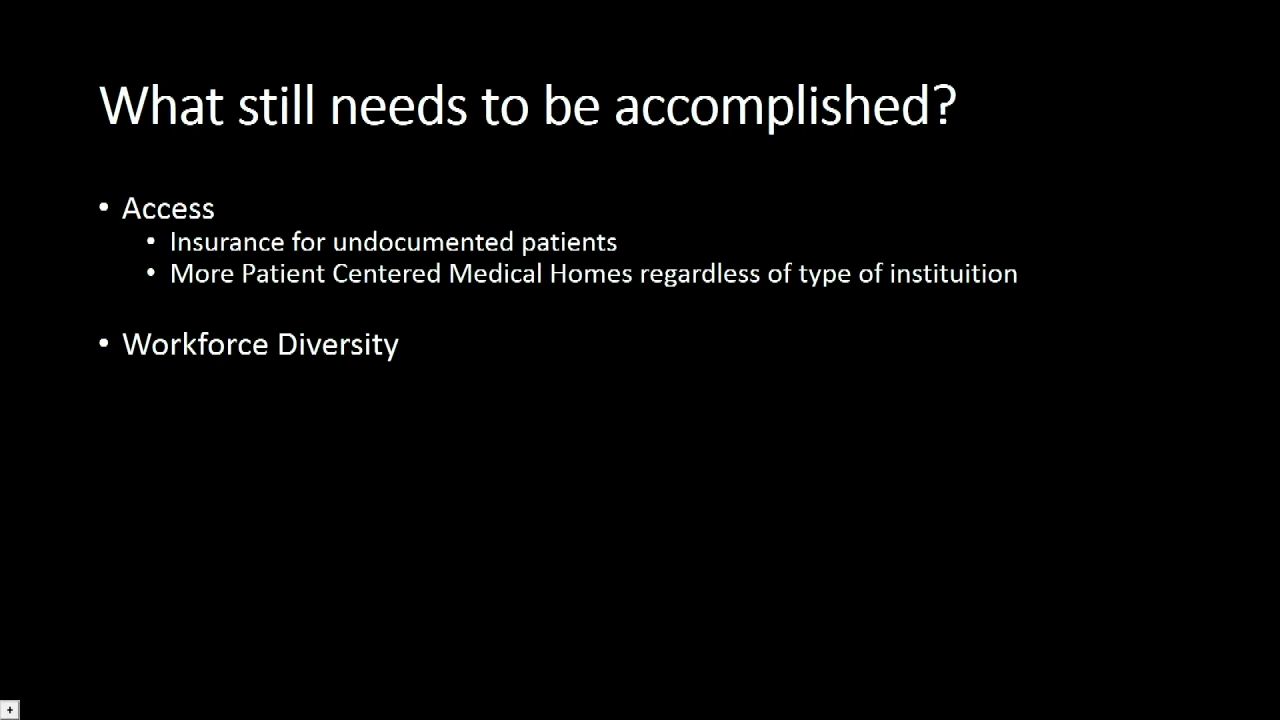 What still needs to be accomplished?
• Access
• Insurance for undocumented patients
• More Patient Centered Medical Homes regardless of type of instituition
• Workforce Diversity
+